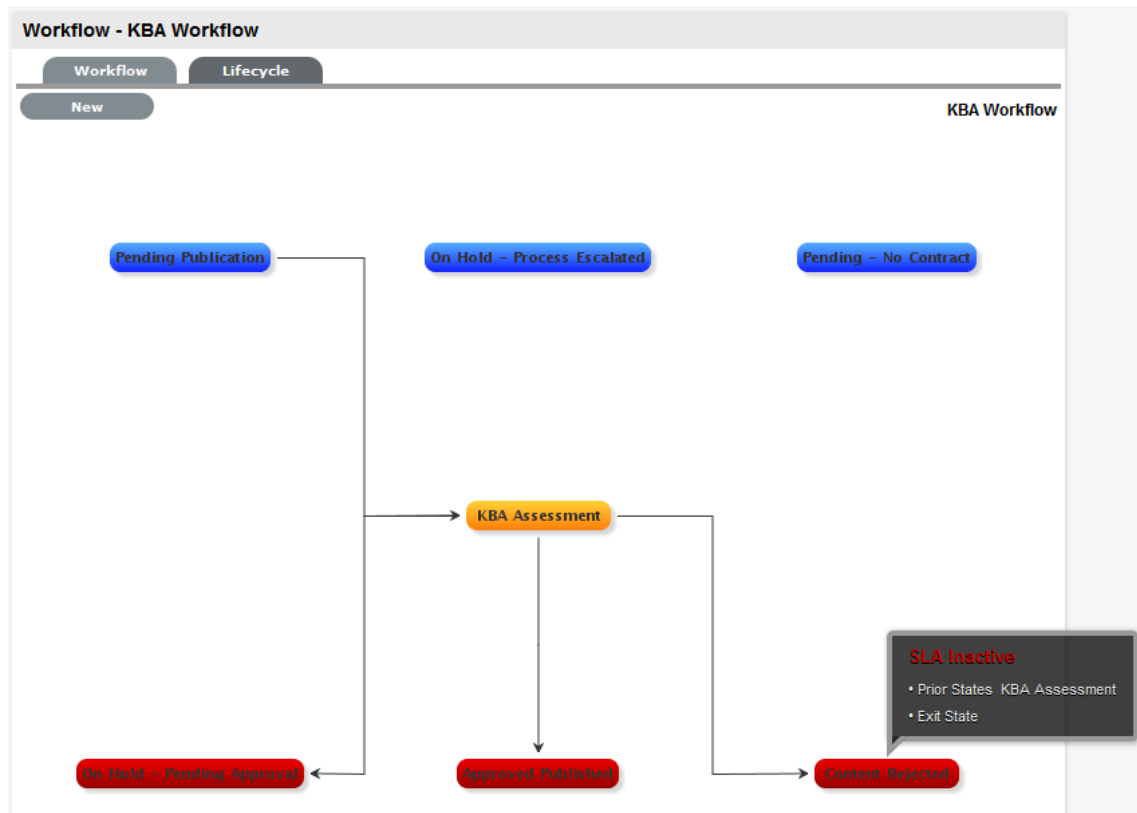 Workflow - KBA Workflow
Workflow
Lifecycle
New
KBA Workflow
Pending Publication
On Hold - Process Escalated
Pending - No Contract
KBA Assessment
SLA Inactive
• Prior States KBA Assessment
• Exit State
On Hold - Pending Approval
Approved Published
Content Rejected